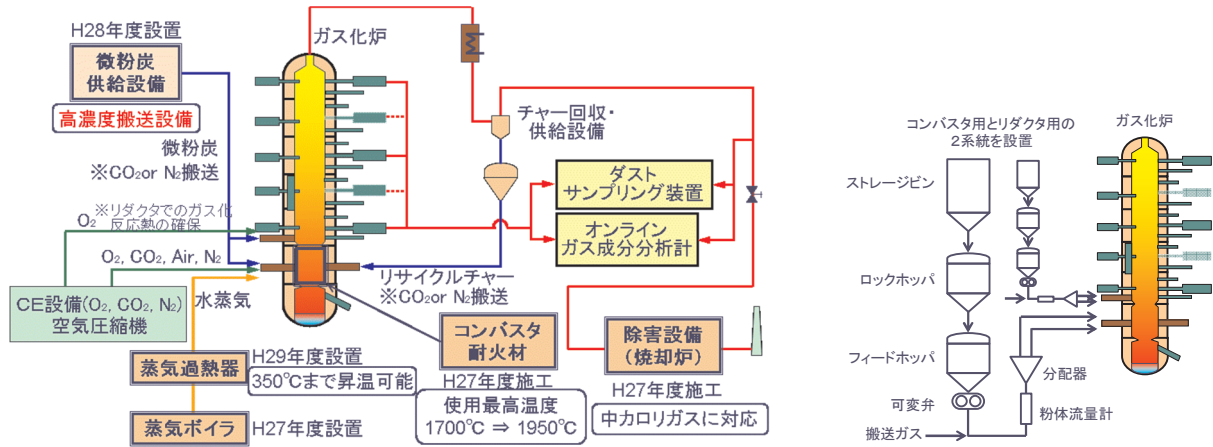 H28年度設置
微粉炭
供給設備
高濃度搬送設備
微粉炭
※CO₂or N₂搬送
O₂
※リダクタでのガス化
反応熱の確保
O₂, CO₂, Air, N₂
水蒸気
CE設備(O₂, CO₂, N₂)
空気圧縮機
蒸気過熱器
H29年度設置
350℃まで昇温可能
蒸気ボイラ
H27年度設置
ガス化炉
チャー回収・
供給設備
ダスト
サンプリング装置
オンライン
ガス成分分析計
リサイクルチャー
※CO₂or N₂搬送
コンバスタ
耐火材
H27年度施工
使用最高温度
1700℃ ⇒ 1950℃
除害設備
(焼却炉)
H27年度施工
中カロリガスに対応
コンバスタ用とリダクタ用の
2系統を設置
ガス化炉
ストレージビン
ロックホッパ
フィードホッパ
可変弁
搬送ガス
分配器
粉体流量計